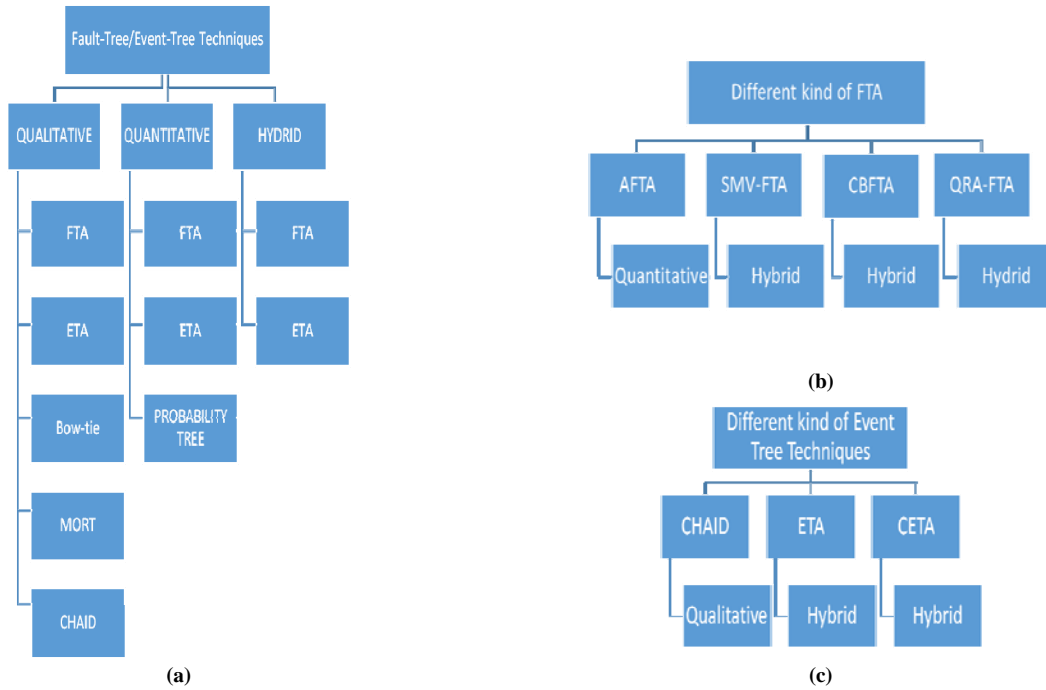 Fault-Tree/Event-Tree Techniques
QUALITATIVE
QUANTITATIVE
HYDRID
FTA
FTA
FTA
ETA
ETA
ETA
Bow-tie
PROBABILITY
TREE
MORT
CHAID
(a)
Different kind of FTA
AFTA
SMV-FTA
CBFTA
QRA-FTA
Quantitative
Hybrid
Hybrid
Hydrid
(b)
Different kind of Event
Tree Techniques
CHAID
ETA
CETA
Qualitative
Hybrid
Hybrid
(c)